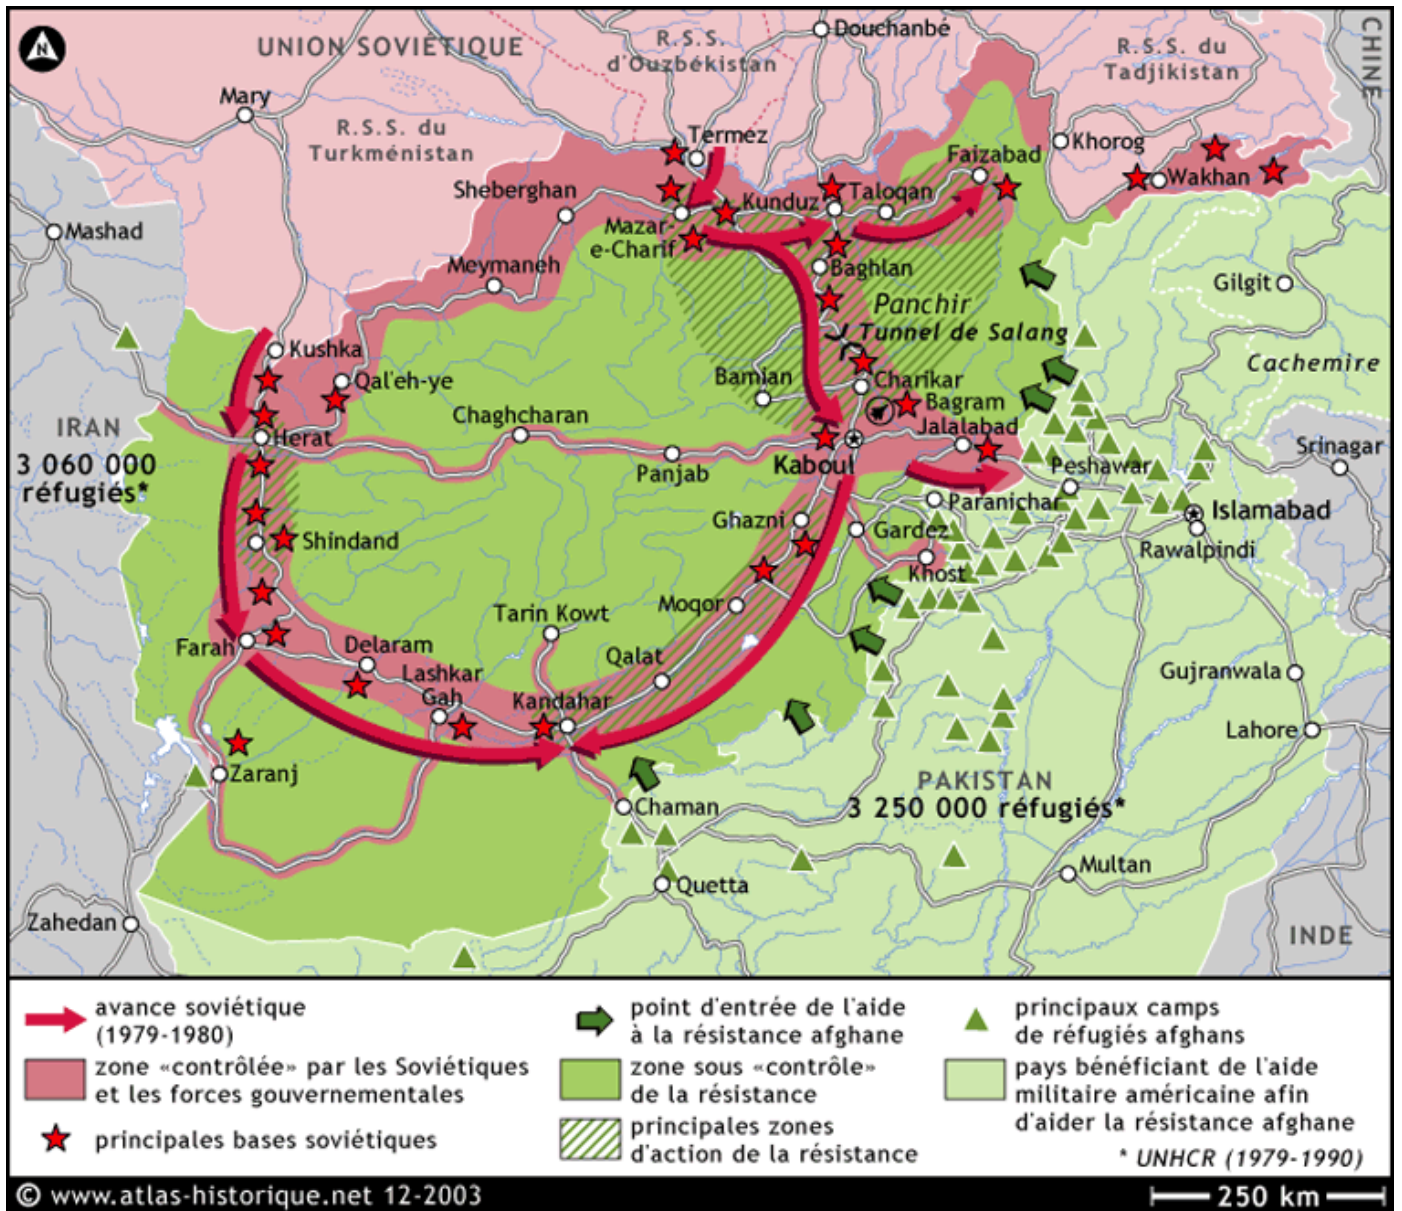 N
UNION SOVIÉTIQUE
R.S.S.
d'Ouzbékistan
Douchanbé
R.S.S. du
Tadjikistan
CHINE
Mary
R.S.S. du
Turkménistan
Termez
Khorog
Faizabad
Wakhan
Sheberghan
Kunduz
Taloqan
Mazar-
e-Charif
Mashad
Meymaneh
Baghlan
Gilgit
Panchir
Tunnel de Salang
Kushka
Qal'eh-ye
Bamian
Charikar
Cachemire
Bagram
IRAN
3 060 000
réfugiés*
Chaghcharan
Herat
Jalalabad
Srinagar
Panjab
Kaboul
Peshawar
Paranichar
Islamabad
Ghazni
Gardez
Rawalpindi
Shindand
Khost
Moqor
Tarin Kowt
Farah
Delaram
Qalat
Lashkar
Gah
Kandahar
Gujranwala
Lahore
Zaranj
PAKISTAN
3 250 000 réfugiés*
Chaman
Multan
Quetta
Zahedan
INDE
avance soviétique
(1979-1980)
zone «contrôlée» par les Soviétiques
et les forces gouvernementales
principales bases soviétiques
point d'entrée de l'aide
à la résistance afghane
zone sous «contrôle»
de la résistance
principales zones
d'action de la résistance
principaux camps
de réfugiés afghans
pays bénéficiant de l'aide
militaire américaine afin
d'aider la résistance afghane
* UNHCR (1979-1990)
© www.atlas-historique.net 12-2003
250 km